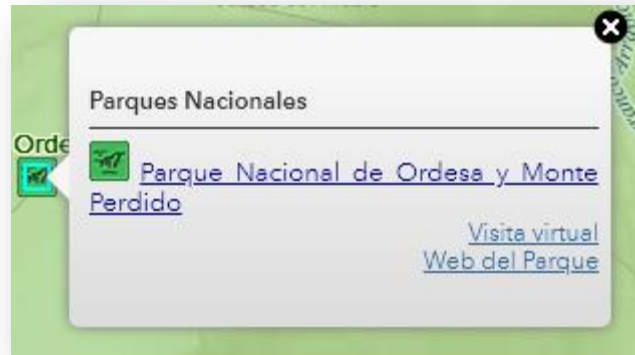 Parques Nacionales
Orde
Parque Nacional de Ordesa y Monte
Perdido
Visita virtual
Web del Parque